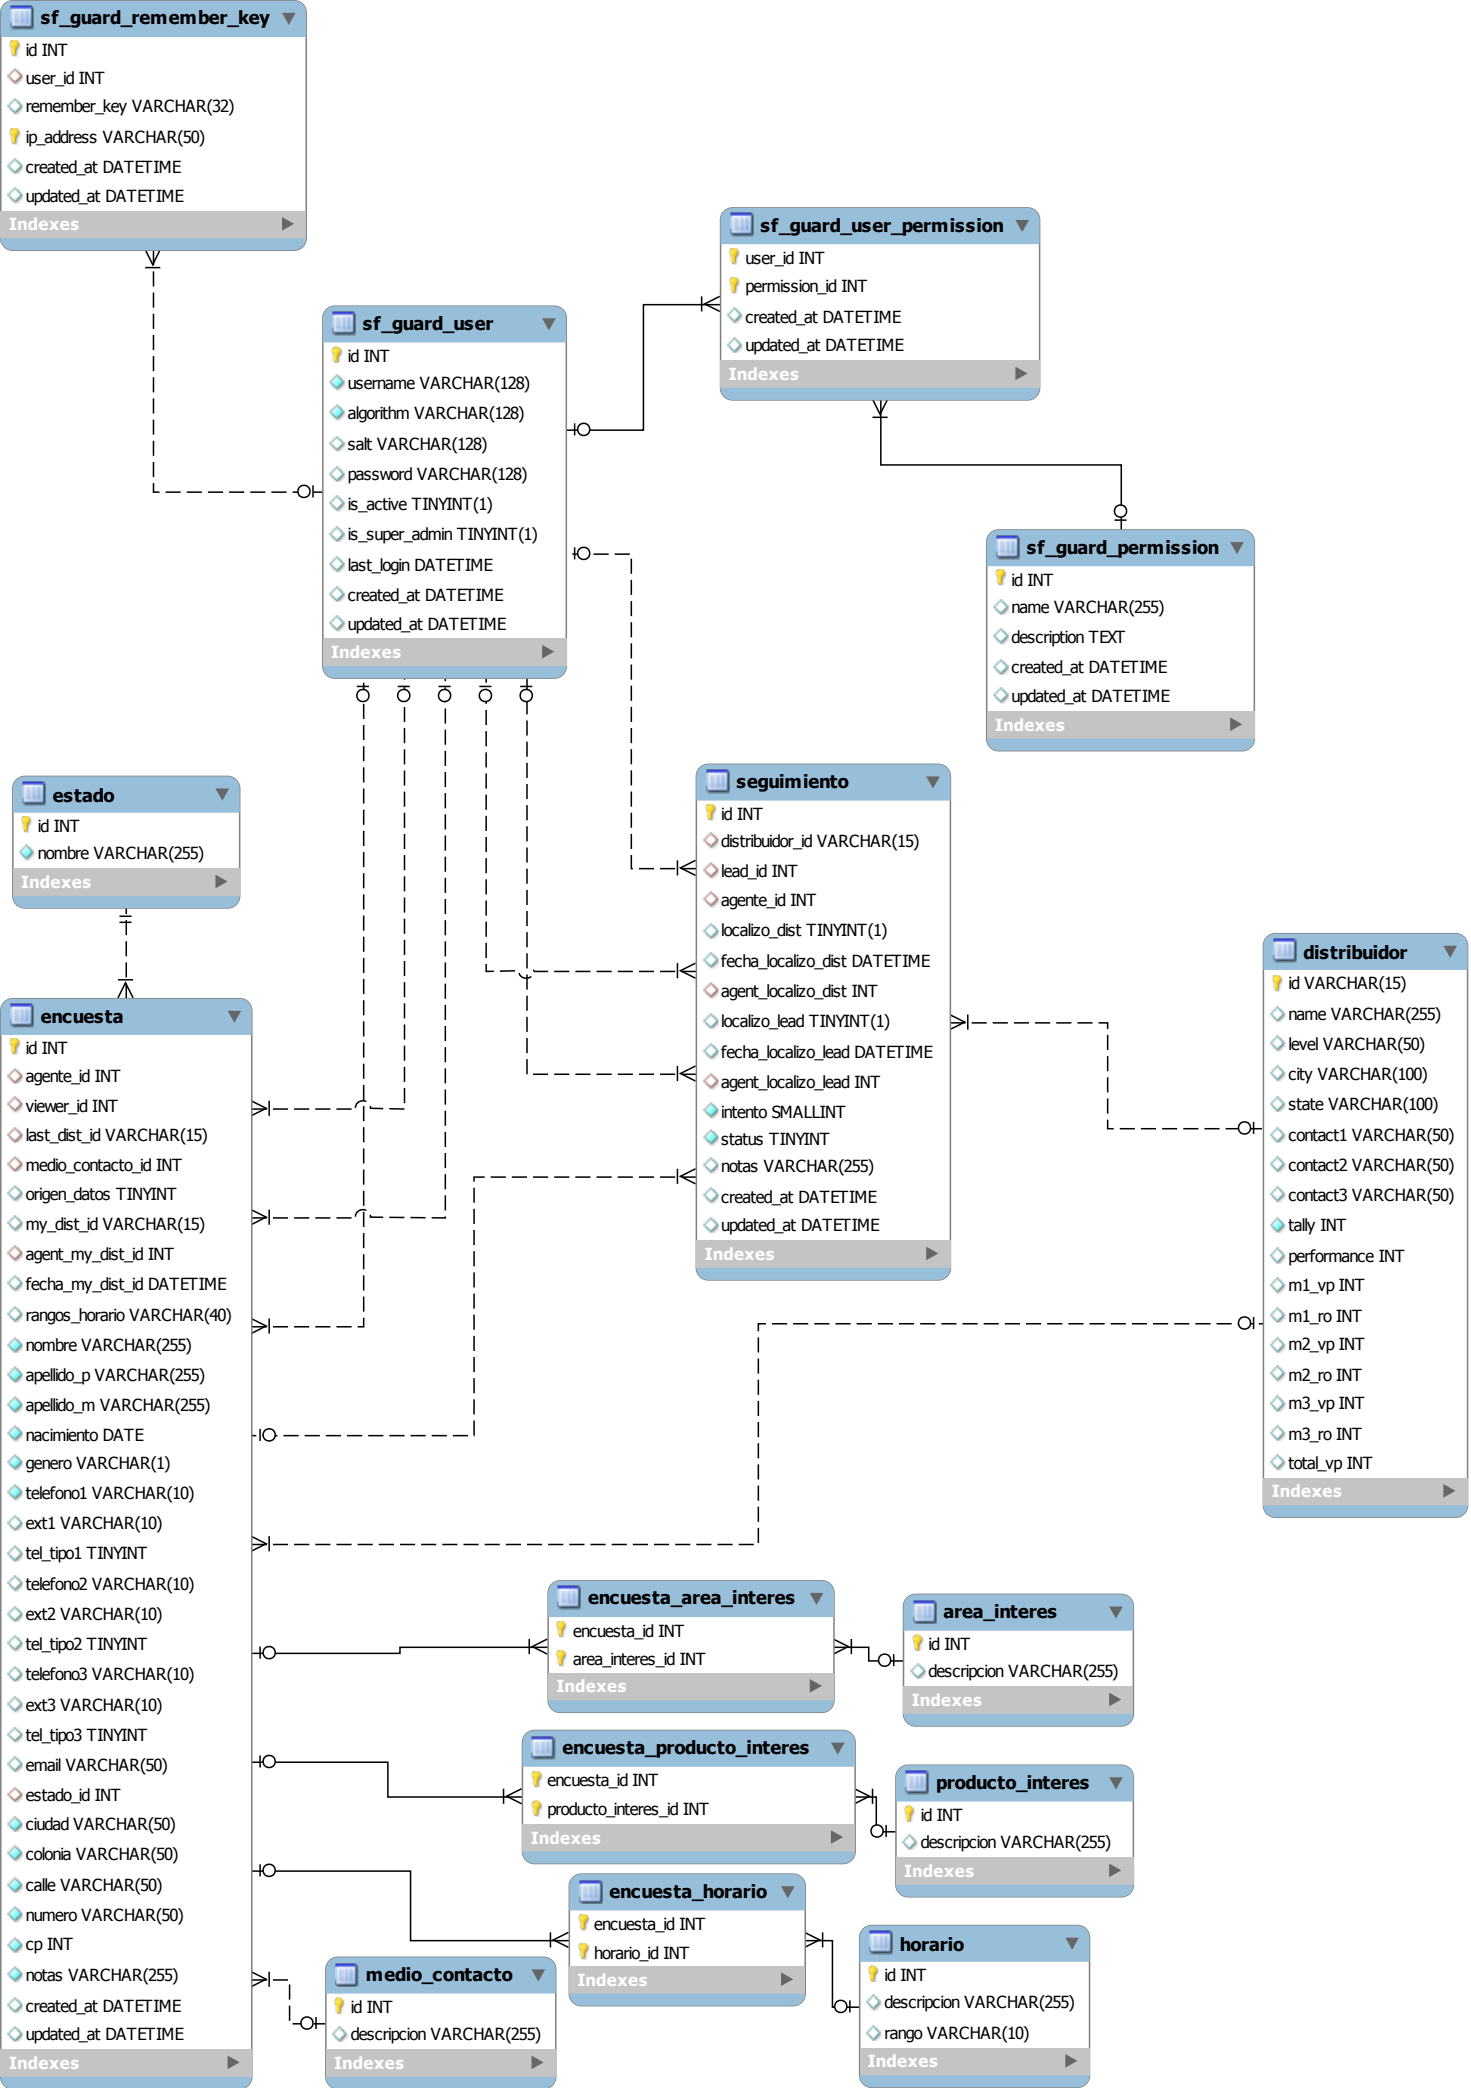 sf_guard_remember_key
id INT
user_id INT
remember_key VARCHAR(32)
ip_address VARCHAR(50)
created_at DATETIME
updated_at DATETIME
Indexes
sf_guard_user_permission
user_id INT
permission_id INT
created_at DATETIME
updated_at DATETIME
Indexes
sf_guard_user
id INT
username VARCHAR(128)
algorithm VARCHAR(128)
salt VARCHAR(128)
password VARCHAR(128)
is_active TINYINT(1)
is_super_admin TINYINT(1)
last_login DATETIME
created_at DATETIME
updated_at DATETIME
Indexes
sf_guard_permission
id INT
name VARCHAR(255)
description TEXT
created_at DATETIME
updated_at DATETIME
Indexes
estado
id INT
nombre VARCHAR(255)
Indexes
seguimiento
id INT
distribuidor_id VARCHAR(15)
lead_id INT
agente_id INT
localizo_dist TINYINT(1)
fecha_localizo_dist DATETIME
agent_localizo_dist INT
localizo_lead TINYINT(1)
fecha_localizo_lead DATETIME
agent_localizo_lead INT
intento SMALLINT
status TINYINT
notas VARCHAR(255)
created_at DATETIME
updated_at DATETIME
Indexes
distribuidor
id VARCHAR(15)
name VARCHAR(255)
level VARCHAR(50)
city VARCHAR(100)
state VARCHAR(100)
contact1 VARCHAR(50)
contact2 VARCHAR(50)
contact3 VARCHAR(50)
tally INT
performance INT
m1_vp INT
m1_ro INT
m2_vp INT
m2_ro INT
m3_vp INT
m3_ro INT
total_vp INT
Indexes
encuesta
id INT
agente_id INT
viewer_id INT
last_dist_id VARCHAR(15)
medio_contacto_id INT
origen_datos TINYINT
my_dist_id VARCHAR(15)
agent_my_dist_id INT
fecha_my_dist_id DATETIME
rangos_horario VARCHAR(40)
nombre VARCHAR(255)
apellido_p VARCHAR(255)
apellido_m VARCHAR(255)
nacimiento DATE
genero VARCHAR(1)
telefono1 VARCHAR(10)
ext1 VARCHAR(10)
tel_tipo1 TINYINT
telefono2 VARCHAR(10)
ext2 VARCHAR(10)
tel_tipo2 TINYINT
telefono3 VARCHAR(10)
ext3 VARCHAR(10)
tel_tipo3 TINYINT
email VARCHAR(50)
estado_id INT
ciudad VARCHAR(50)
colonia VARCHAR(50)
calle VARCHAR(50)
numero VARCHAR(50)
cp INT
notas VARCHAR(255)
created_at DATETIME
updated_at DATETIME
Indexes
encuesta_area_interes
encuesta_id INT
area_interes_id INT
Indexes
area_interes
id INT
descripcion VARCHAR(255)
Indexes
encuesta_producto_interes
encuesta_id INT
producto_interes_id INT
Indexes
producto_interes
id INT
descripcion VARCHAR(255)
Indexes
encuesta_horario
encuesta_id INT
horario_id INT
Indexes
horario
id INT
descripcion VARCHAR(255)
rango VARCHAR(10)
Indexes
medio_contacto
id INT
descripcion VARCHAR(255)
Indexes